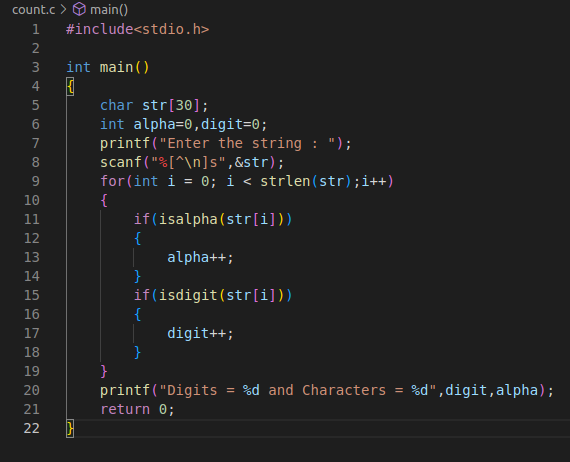 count.c > main()
1 #include<stdio.h>
2
3 int main()
4 {
5     char str[30];
6     int alpha=0,digit=0;
7     printf("Enter the string : ");
8     scanf("%[^\n]s",&str);
9     for(int i = 0; i < strlen(str);i++)
10     {
11         if(isalpha(str[i]))
12         {
13             alpha++;
14         }
15         if(isdigit(str[i]))
16         {
17             digit++;
18         }
19     }
20     printf("Digits = %d and Characters = %d",digit,alpha);
21     return 0;
22 }